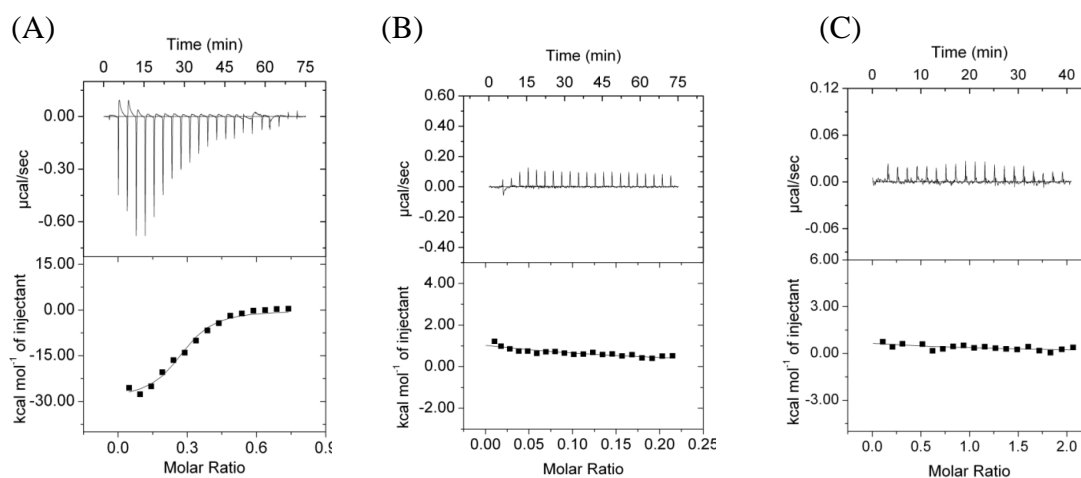 (A)
Time (min)
0 15 30 45 60 75
0.00
-0.30
-0.60
µcal/sec
15.00
0.00
-15.00
-30.00
kcal mol⁻¹ of injectant
0.0 0.3 0.6 0.9
Molar Ratio
(B)
Time (min)
0 15 30 45 60 75
0.60
0.40
0.20
0.00
-0.20
-0.40
µcal/sec
4.00
2.00
0.00
-2.00
kcal mol⁻¹ of injectant
0.00 0.05 0.10 0.15 0.20 0.25
Molar Ratio
(C)
Time (min)
0 10 20 30 40
0.12
0.06
0.00
-0.06
µcal/sec
6.00
3.00
0.00
-3.00
kcal mol⁻¹ of injectant
0.0 0.5 1.0 1.5 2.0
Molar Ratio